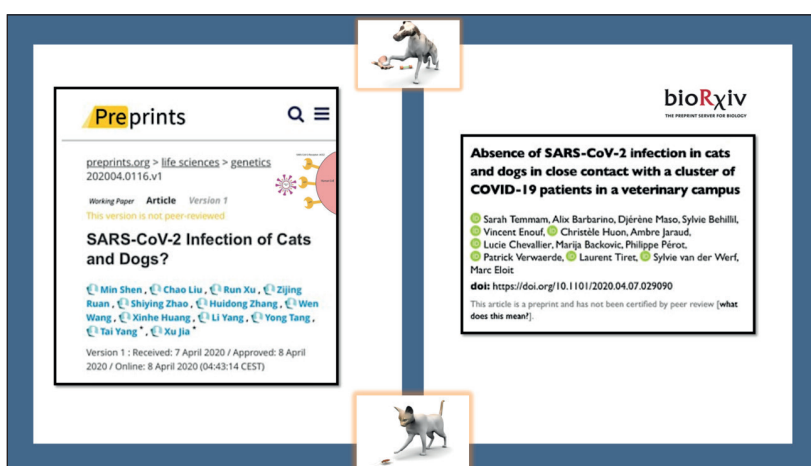 Preprints
preprints.org > life sciences > genetics
202004.0116.v1
Working Paper Article Version 1
This version is not peer-reviewed
SARS-CoV-2 Infection of Cats
and Dogs?
Min Shen , Chao Liu , Run Xu , Zijing
Ruan , Shiying Zhao , Huidong Zhang , Wen
Wang , Xinhe Huang , Li Yang , Yong Tang ,
Tai Yang * , Xu Jia *
Version 1 : Received: 7 April 2020 / Approved: 8 April
2020 / Online: 8 April 2020 (04:43:14 CEST)
bioRχiv
THE PREPRINT SERVER FOR BIOLOGY
Absence of SARS-CoV-2 infection in cats
and dogs in close contact with a cluster of
COVID-19 patients in a veterinary campus
Sarah Temmam, Alix Barbarino, Djérène Maso, Sylvie Behillil,
Vincent Enouf, Christèle Huon, Ambre Jaraud,
Lucie Chevallier, Marija Backovic, Philippe Pérot,
Patrick Verwaerde, Laurent Tiret, Sylvie van der Werf,
Marc Eloit
doi: https://doi.org/10.1101/2020.04.07.029090
This article is a preprint and has not been certified by peer review [what
does this mean?].